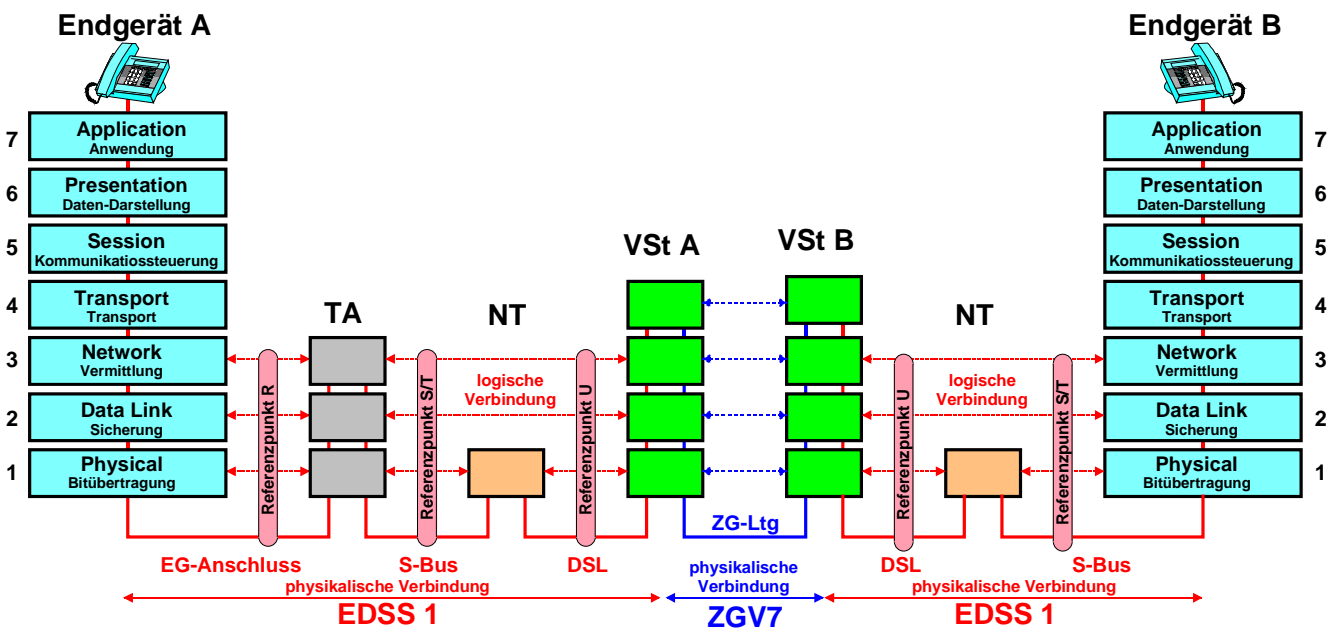 Endgerät A
Endgerät B
7
Application
Anwendung
6
Presentation
Daten-Darstellung
5
Session
Kommunikatiossteuerung
4
Transport
Transport
3
Network
Vermittlung
2
Data Link
Sicherung
1
Physical
Bitübertragung
Referenzpunkt R
TA
Referenzpunkt S/T
NT
logische
Verbindung
Referenzpunkt U
VSt A
VSt B
ZG-Ltg
Referenzpunkt U
NT
logische
Verbindung
Referenzpunkt S/T
Application
Anwendung
7
Presentation
Daten-Darstellung
6
Session
Kommunikatiossteuerung
5
Transport
Transport
4
Network
Vermittlung
3
Data Link
Sicherung
2
Physical
Bitübertragung
1
EG-Anschluss
S-Bus
DSL
physikalische Verbindung
EDSS 1
physikalische
Verbindung
ZGV7
DSL
S-Bus
physikalische Verbindung
EDSS 1